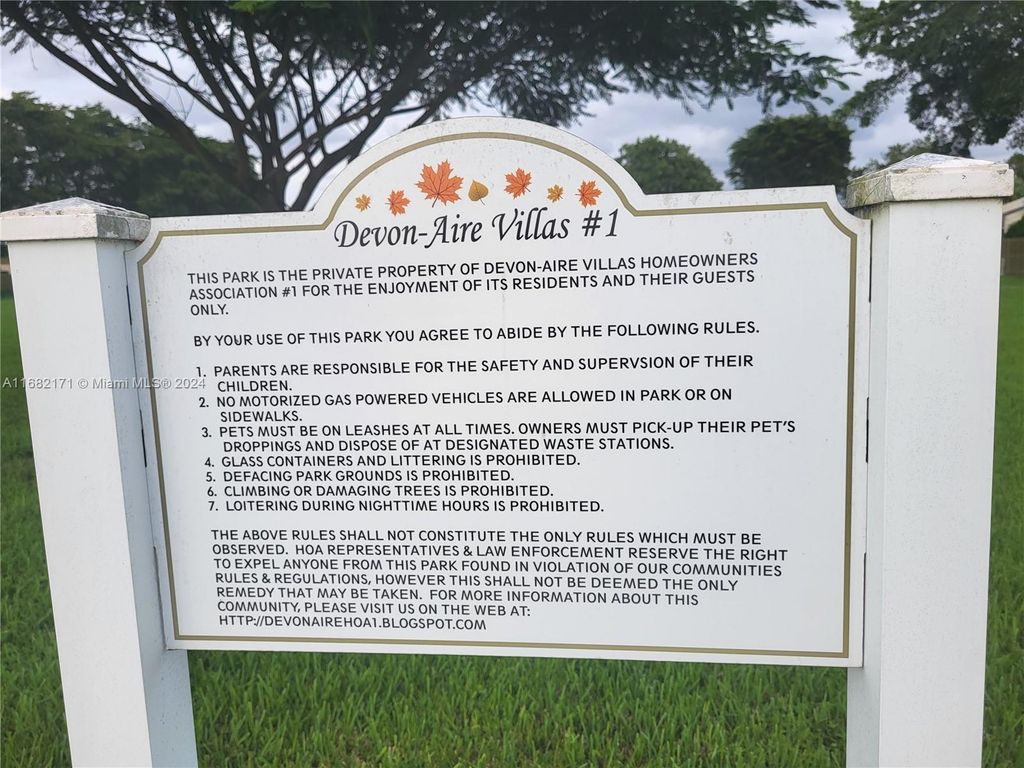 Devon-Aire Villas #1
THIS PARK IS THE PRIVATE PROPERTY OF DEVON-AIRE VILLAS HOMEOWNERS
ASSOCIATION #1 FOR THE ENJOYMENT OF ITS RESIDENTS AND THEIR GUESTS
ONLY.
BY YOUR USE OF THIS PARK YOU AGREE TO ABIDE BY THE FOLLOWING RULES.
1. PARENTS ARE RESPONSIBLE FOR THE SAFETY AND SUPERVSION OF THEIR
CHILDREN.
2. NO MOTORIZED GAS POWERED VEHICLES ARE ALLOWED IN PARK OR ON
SIDEWALKS.
3. PETS MUST BE ON LEASHES AT ALL TIMES. OWNERS MUST PICK-UP THEIR PET'S
DROPPINGS AND DISPOSE OF AT DESIGNATED WASTE STATIONS.
4. GLASS CONTAINERS AND LITTERING IS PROHIBITED.
5. DEFACING PARK GROUNDS IS PROHIBITED.
6. CLIMBING OR DAMAGING TREES IS PROHIBITED.
7. LOITERING DURING NIGHTTIME HOURS IS PROHIBITED.
THE ABOVE RULES SHALL NOT CONSTITUTE THE ONLY RULES WHICH MUST BE
OBSERVED. HOA REPRESENTATIVES & LAW ENFORCEMENT RESERVE THE RIGHT
TO EXPEL ANYONE FROM THIS PARK FOUND IN VIOLATION OF OUR COMMUNITIES
RULES & REGULATIONS, HOWEVER THIS SHALL NOT BE DEEMED THE ONLY
REMEDY THAT MAY BE TAKEN. FOR MORE INFORMATION ABOUT THIS
COMMUNITY, PLEASE VISIT US ON THE WEB AT:
HTTP://DEVONAIREHOA1.BLOGSPOT.COM
A11682171 © Miami MLS® 2024